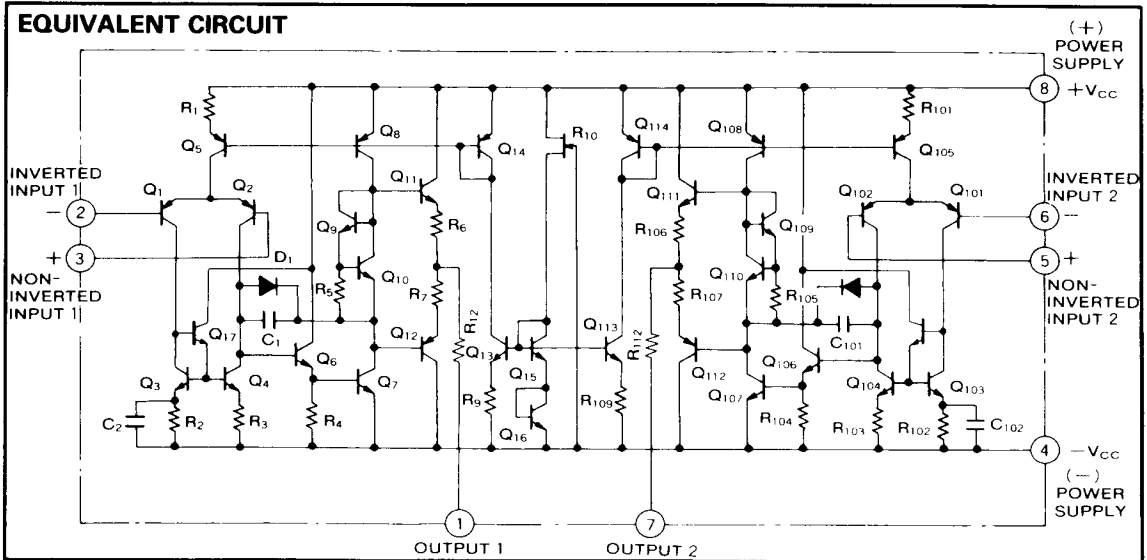 EQUIVALENT CIRCUIT
(+)
POWER
SUPPLY
8 +VCC
R1
R101
Q5
Q8
Q14
R10
Q114
Q108
Q105
INVERTED
INPUT 1
Q1
Q2
Q11
Q111
Q102
Q101
INVERTED
INPUT 2
− 2
6 −
Q9
R6
R106
Q109
+ 3
5 +
NON-
INVERTED
INPUT 1
D1
Q10
Q110
NON-
INVERTED
INPUT 2
R5
R7
R107
R105
C1
Q17
Q12
R12
Q13
Q113
R112
C101
Q6
Q15
Q106
Q3
Q4
Q7
Q112
Q107
Q104
Q103
C2
R2
R3
R4
R9
Q16
R109
R104
R103
R102
C102
4 −VCC
(−)
POWER
SUPPLY
1
7
OUTPUT 1
OUTPUT 2